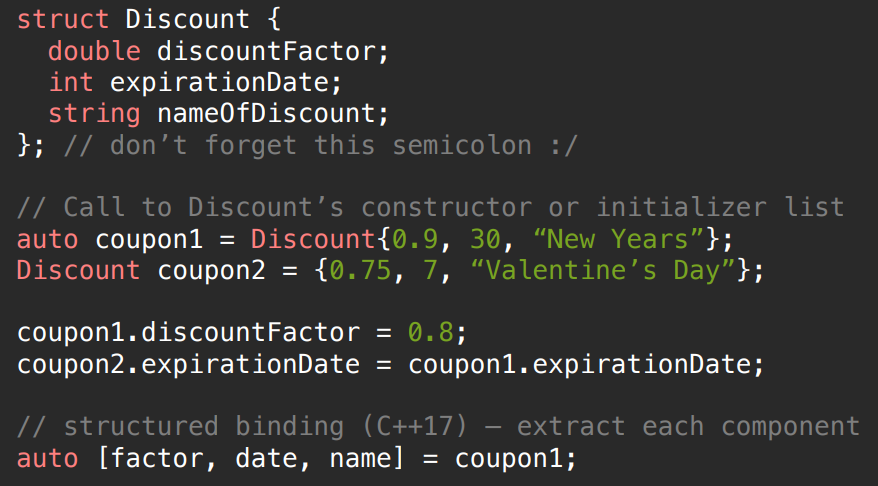 struct Discount {
  double discountFactor;
  int expirationDate;
  string nameOfDiscount;
}; // don’t forget this semicolon :/

// Call to Discount’s constructor or initializer list
auto coupon1 = Discount{0.9, 30, “New Years”};
Discount coupon2 = {0.75, 7, “Valentine’s Day”};

coupon1.discountFactor = 0.8;
coupon2.expirationDate = coupon1.expirationDate;

// structured binding (C++17) – extract each component
auto [factor, date, name] = coupon1;